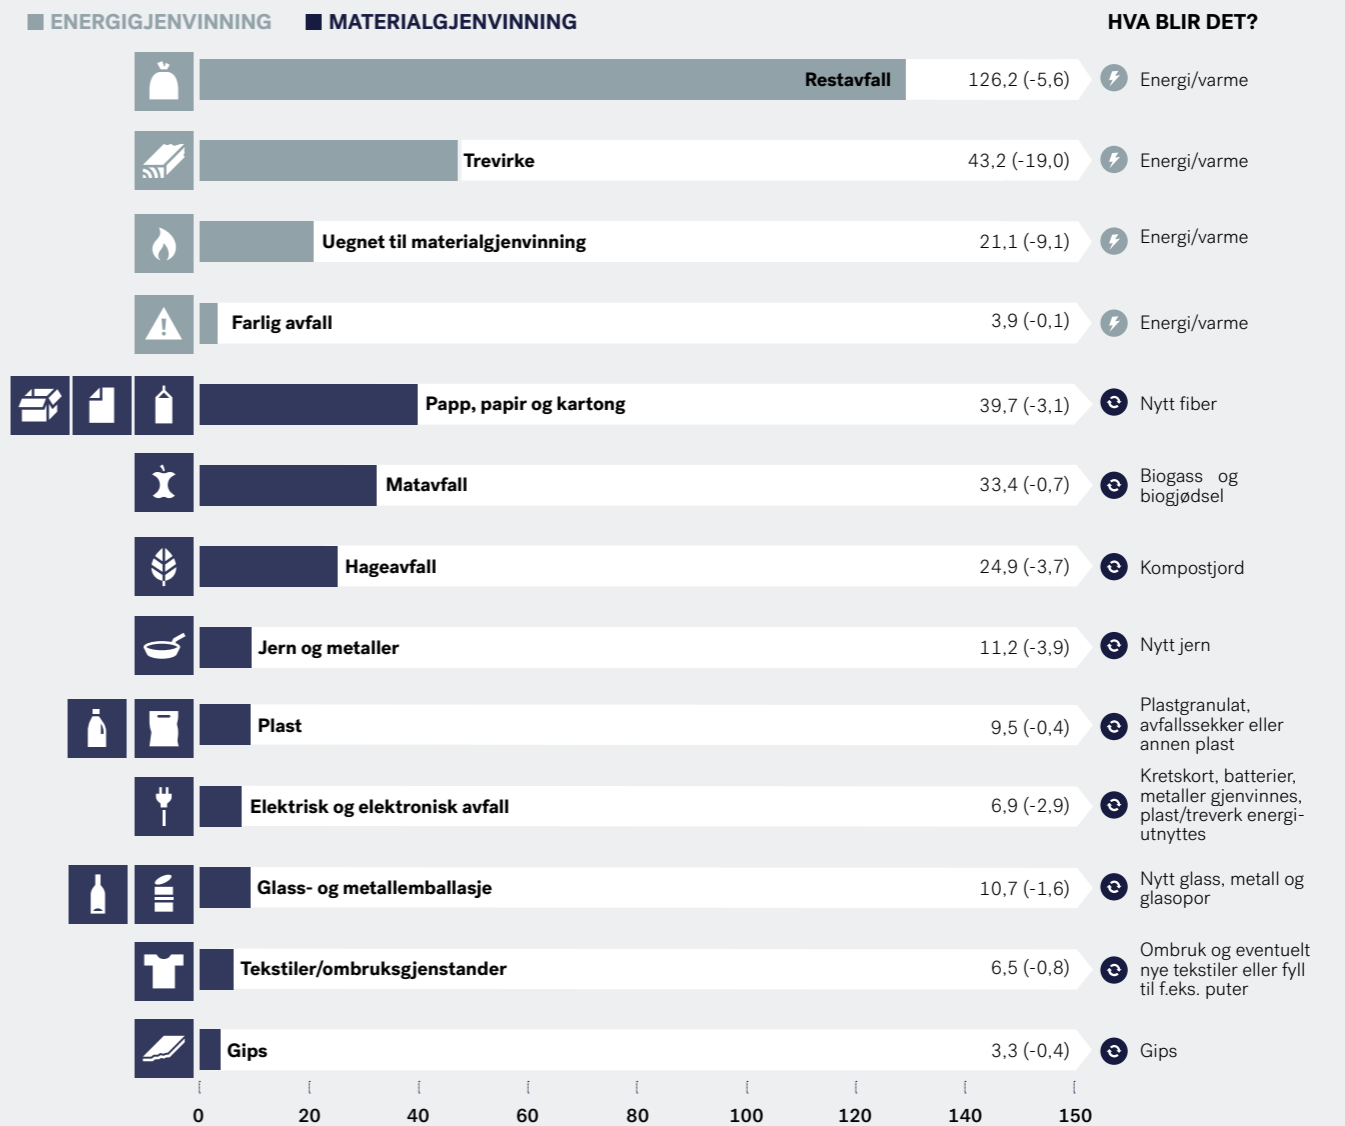 ENERGIGJENVINNING MATERIALGJENVINNING HVA BLIR DET?
Restavfall 126,2 (-5,6) Energi/varme
Trevirke 43,2 (-19,0) Energi/varme
Uegnet til materialgjenvinning 21,1 (-9,1) Energi/varme
Farlig avfall 3,9 (-0,1) Energi/varme
Papp, papir og kartong 39,7 (-3,1) Nytt fiber
Matavfall 33,4 (-0,7) Biogass og
biogjødsel
Hageavfall 24,9 (-3,7) Kompostjord
Jern og metaller 11,2 (-3,9) Nytt jern
Plast 9,5 (-0,4) Plastgranulat,
avfallssekker eller
annen plast
Elektrisk og elektronisk avfall 6,9 (-2,9) Kretskort, batterier,
metaller gjenvinnes,
plast/treverk energi-
utnyttes
Glass- og metallemballasje 10,7 (-1,6) Nytt glass, metall og
glasopor
Tekstiler/ombruksgjenstander 6,5 (-0,8) Ombruk og eventuelt
nye tekstiler eller fyll
til f.eks. puter
Gips 3,3 (-0,4) Gips
0 20 40 60 80 100 120 140 150